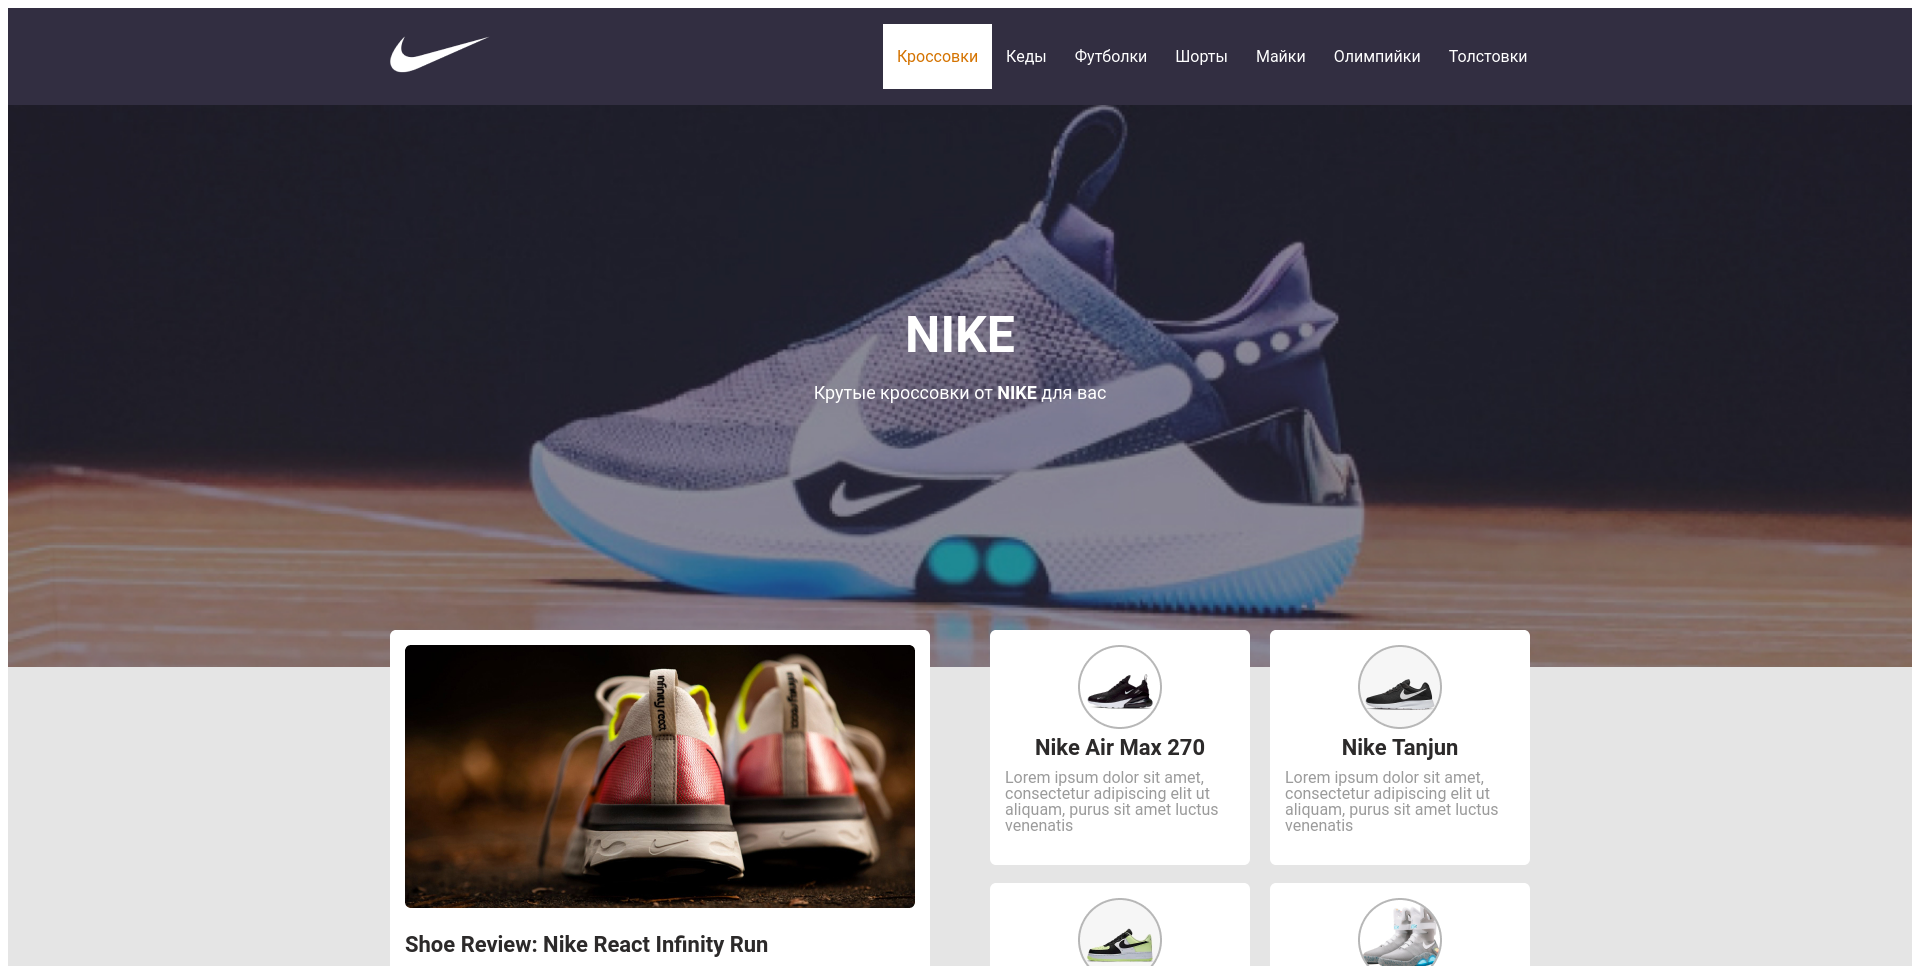 Кроссовки Кеды Футболки Шорты Майки Олимпийки Толстовки
NIKE
Крутые кроссовки от NIKE для вас
Shoe Review: Nike React Infinity Run
Nike Air Max 270
Lorem ipsum dolor sit amet,
consectetur adipiscing elit ut
aliquam, purus sit amet luctus
venenatis
Nike Tanjun
Lorem ipsum dolor sit amet,
consectetur adipiscing elit ut
aliquam, purus sit amet luctus
venenatis